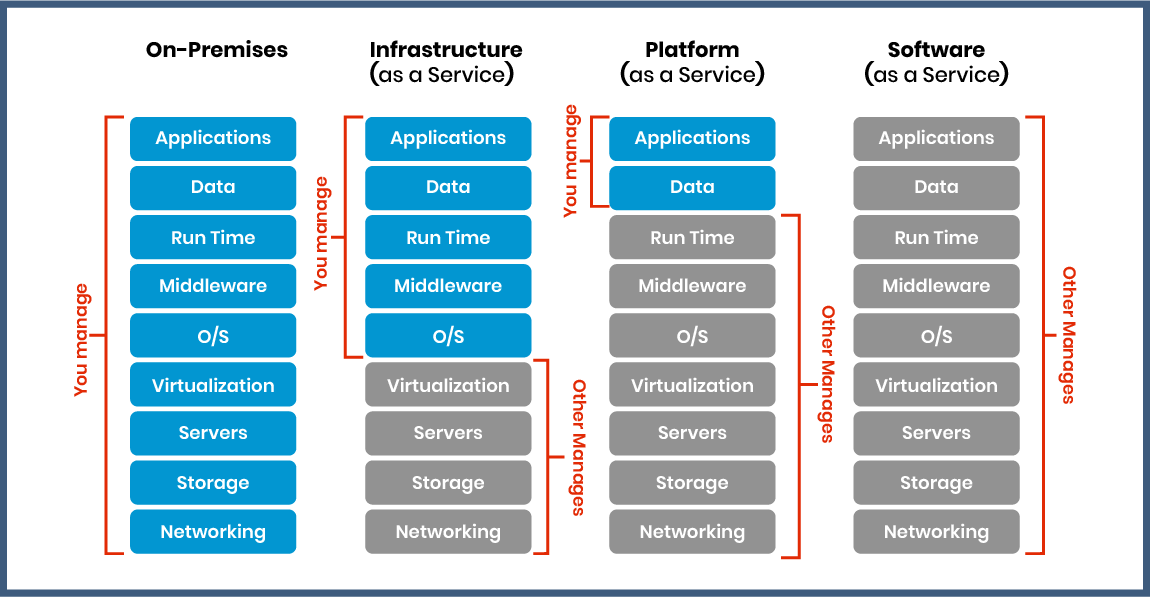 On-Premises
You manage
Applications
Data
Run Time
Middleware
O/S
Virtualization
Servers
Storage
Networking
Infrastructure
(as a Service)
You manage
Applications
Data
Run Time
Middleware
O/S
Virtualization
Servers
Storage
Networking
Other Manages
Platform
(as a Service)
You manage
Applications
Data
Run Time
Middleware
O/S
Virtualization
Servers
Storage
Networking
Other Manages
Software
(as a Service)
Applications
Data
Run Time
Middleware
O/S
Virtualization
Servers
Storage
Networking
Other Manages